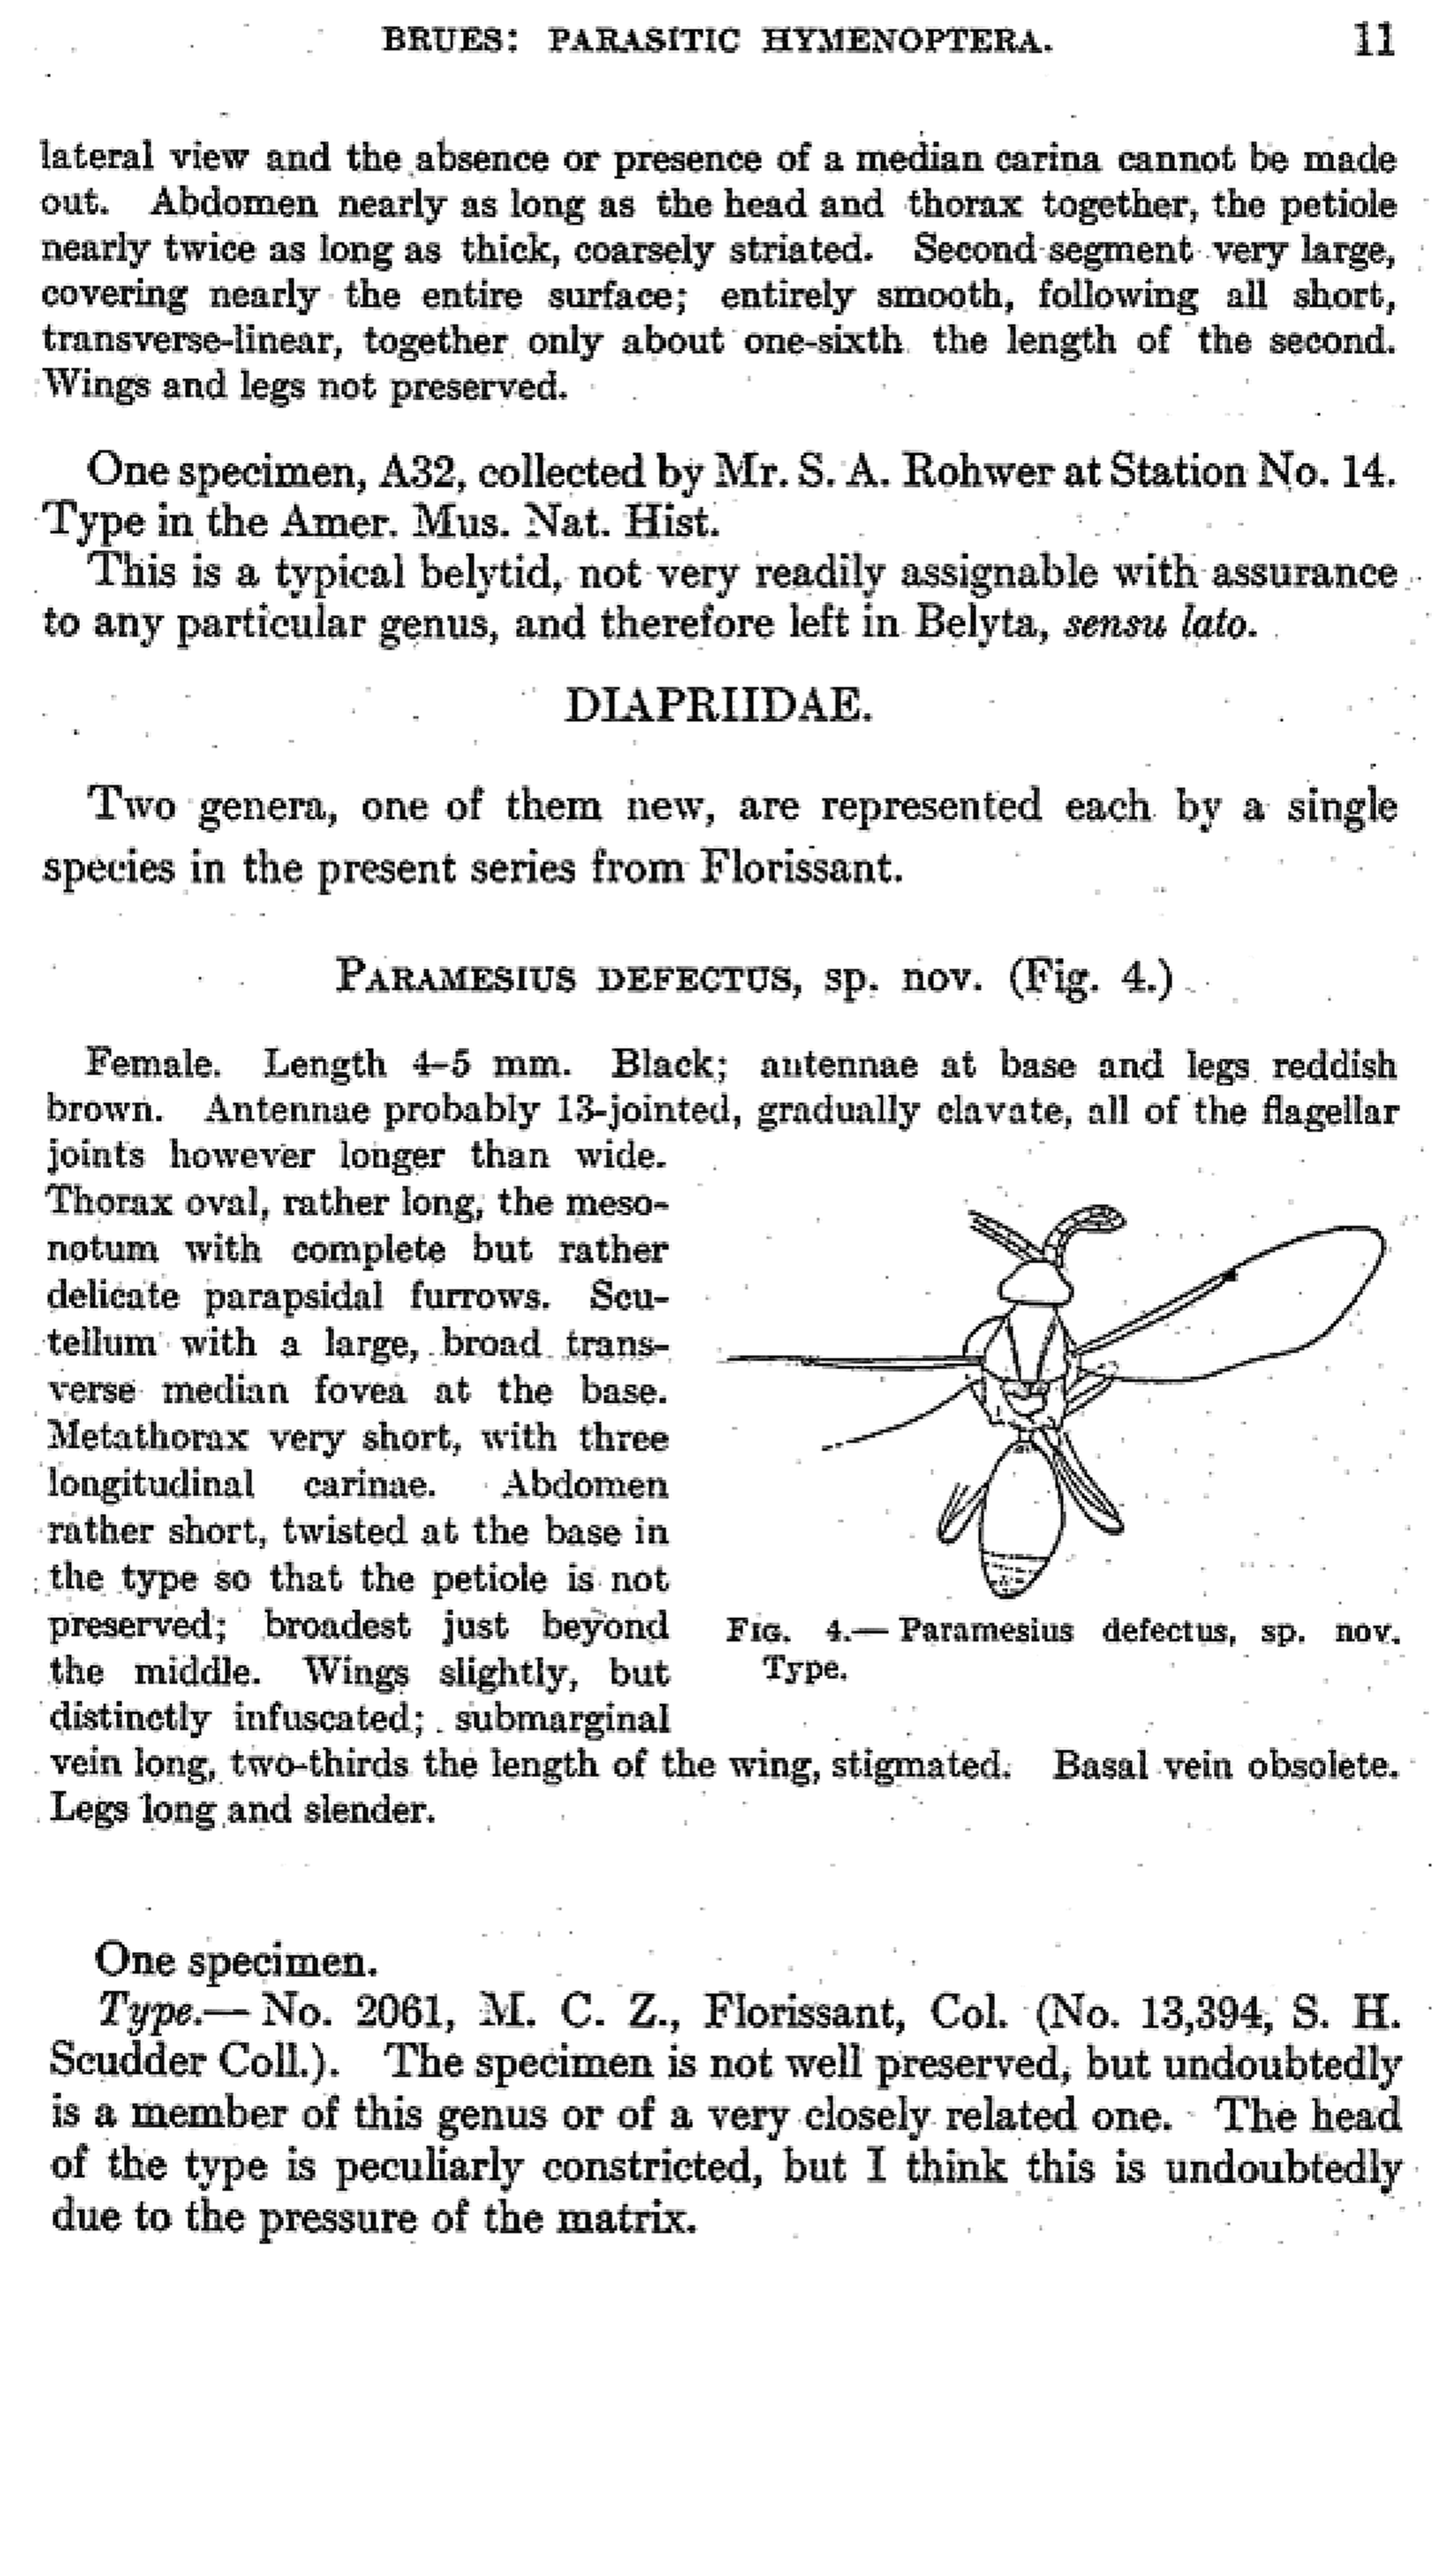 BRUES: PARASITIC HYMENOPTERA. 11
lateral view and the absence or presence of a median carina cannot be made
out. Abdomen nearly as long as the head and thorax together, the petiole
nearly twice as long as thick, coarsely striated. Second segment very large,
covering nearly the entire surface; entirely smooth, following all short,
transverse-linear, together only about one-sixth the length of the second.
Wings and legs not preserved.
One specimen, A32, collected by Mr. S. A. Rohwer at Station No. 14.
Type in the Amer. Mus. Nat. Hist.
This is a typical belytid, not very readily assignable with assurance
to any particular genus, and therefore left in Belyta, sensu lato.
DIAPRIIDAE.
Two genera, one of them new, are represented each by a single
species in the present series from Florissant.
PARAMESIUS DEFECTUS, sp. nov. (Fig. 4.)
Female. Length 4–5 mm. Black; antennae at base and legs reddish
brown. Antennae probably 13-jointed, gradually clavate, all of the flagellar
joints however longer than wide.
Thorax oval, rather long, the meso-
notum with complete but rather
delicate parapsidal furrows. Scu-
tellum with a large, broad trans-
verse median fovea at the base.
Metathorax very short, with three
longitudinal carinae. Abdomen
rather short, twisted at the base in
the type so that the petiole is not
preserved; broadest just beyond
the middle. Wings slightly, but
distinctly infuscated; submarginal
vein long, two-thirds the length of the wing, stigmated. Basal vein obsolete.
Legs long and slender.
FIG. 4.— Paramesius defectus, sp. nov.
Type.
One specimen.
Type.— No. 2061, M. C. Z., Florissant, Col. (No. 13,394, S. H.
Scudder Coll.). The specimen is not well preserved, but undoubtedly
is a member of this genus or of a very closely related one. The head
of the type is peculiarly constricted, but I think this is undoubtedly
due to the pressure of the matrix.